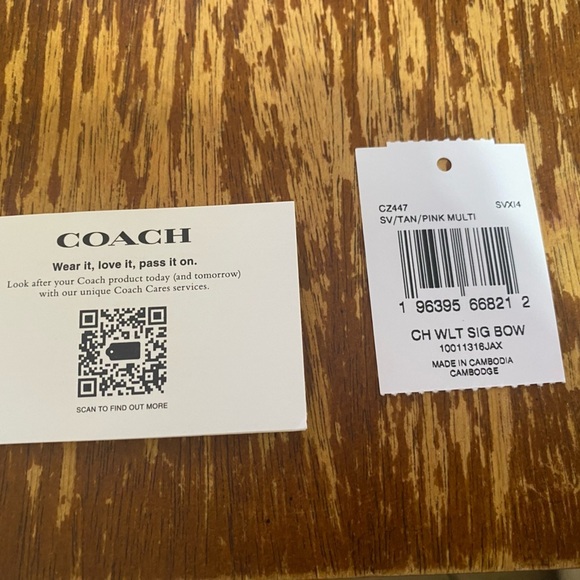 COACH
Wear it, love it, pass it on.
Look after your Coach product today (and tomorrow)
with our unique Coach Cares services.
SCAN TO FIND OUT MORE
CZ447 SVXI4
SV/TAN/PINK MULTI
1 96395 66821 2
CH WLT SIG BOW
10011316JAX
MADE IN CAMBODIA
CAMBODGE